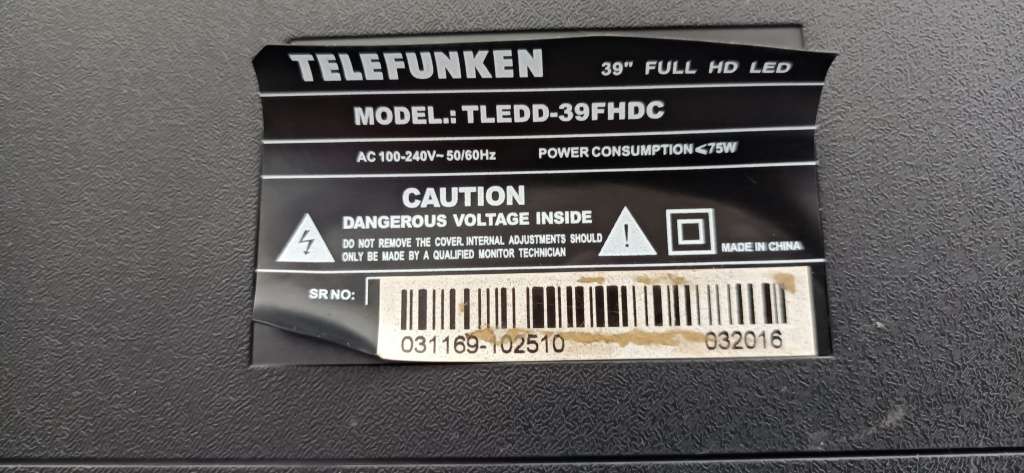 TELEFUNKEN 39" FULL HD LED
MODEL.: TLEDD-39FHDC
AC 100-240V~ 50/60Hz POWER CONSUMPTION ⩽75W
CAUTION
DANGEROUS VOLTAGE INSIDE
DO NOT REMOVE THE COVER. INTERNAL ADJUSTMENTS SHOULD
ONLY BE MADE BY A QUALIFIED MONITOR TECHNICIAN
!
MADE IN CHINA
SR NO:
031169-102510 032016